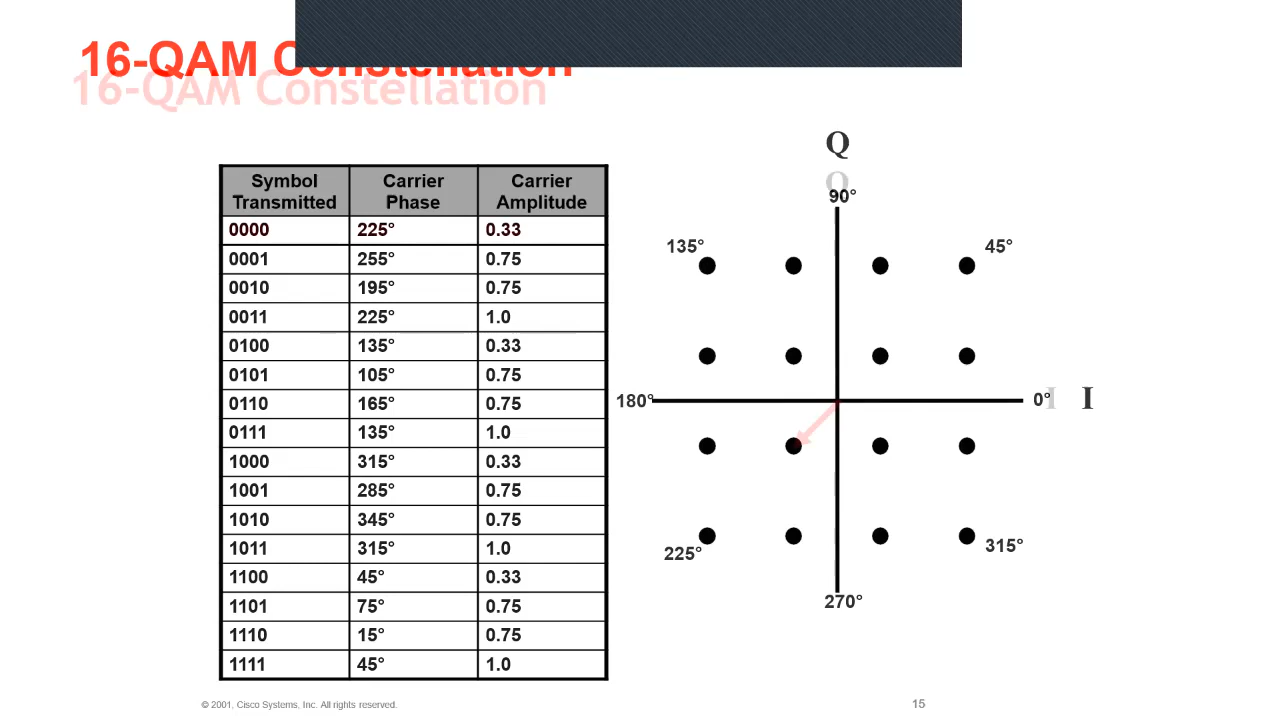 16-QAM Constellation
16-QAM Constellation
Symbol Transmitted Carrier Phase Carrier Amplitude
0000 225° 0.33
0001 255° 0.75
0010 195° 0.75
0011 225° 1.0
0100 135° 0.33
0101 105° 0.75
0110 165° 0.75
0111 135° 1.0
1000 315° 0.33
1001 285° 0.75
1010 345° 0.75
1011 315° 1.0
1100 45° 0.33
1101 75° 0.75
1110 15° 0.75
1111 45° 1.0
Q
Q
90°
135° 45°
180° 0° I I
225° 315°
270°
© 2001, Cisco Systems, Inc. All rights reserved. 15